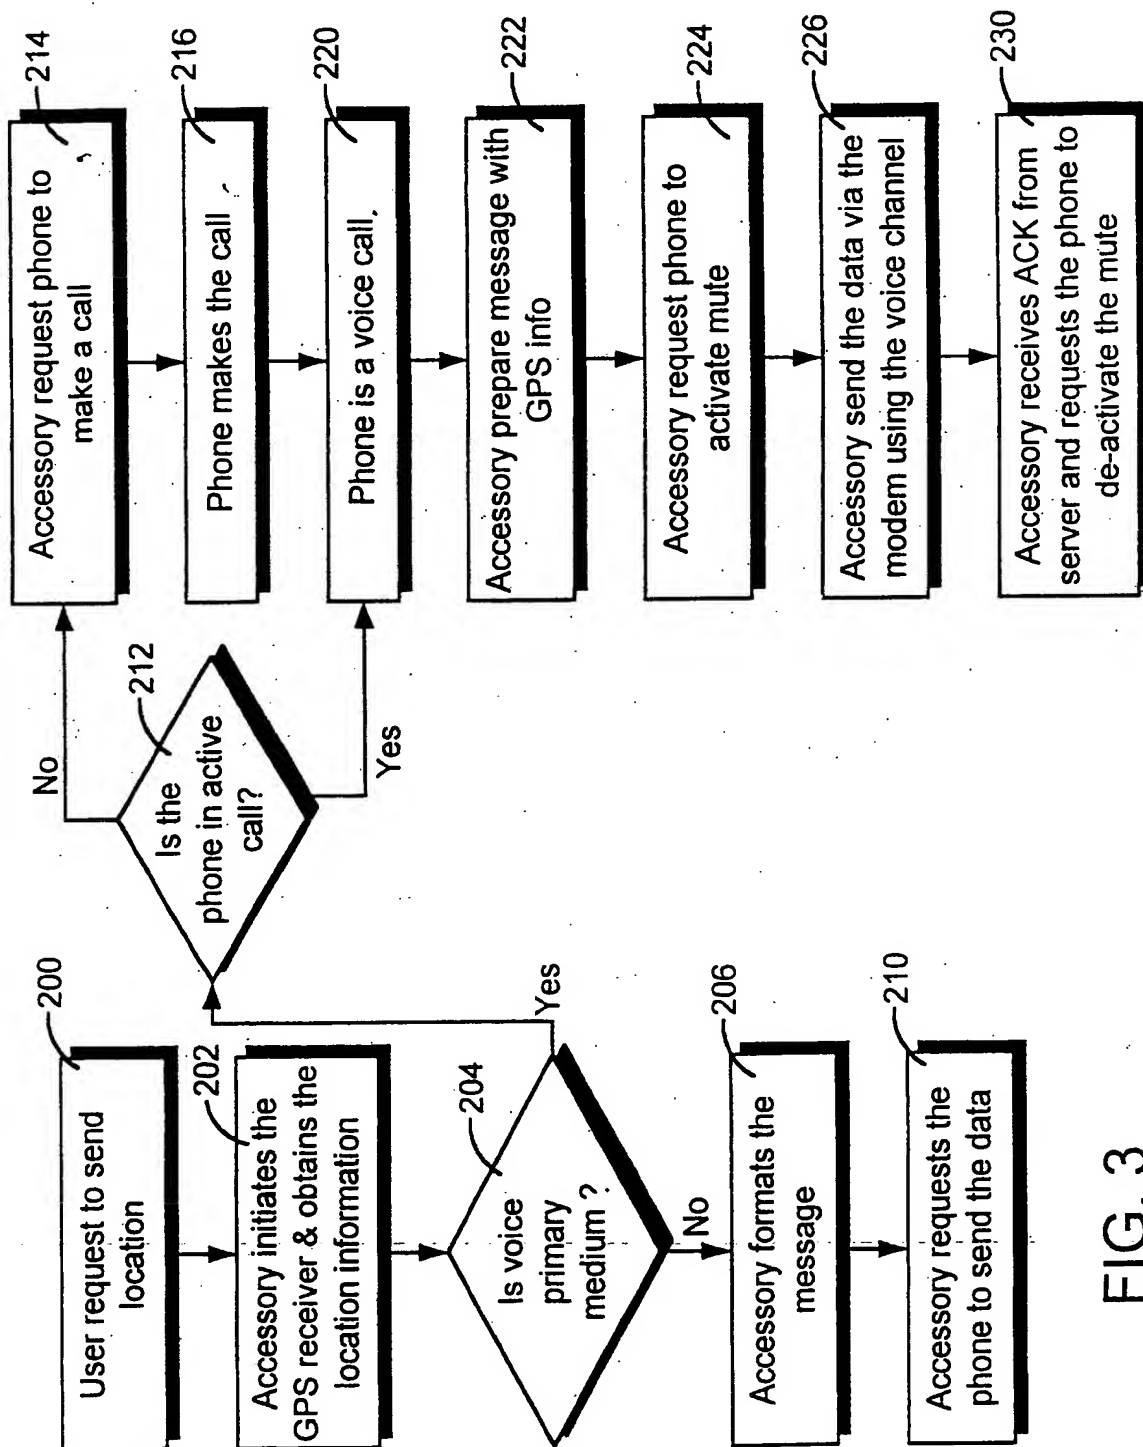 200
User request to send
location
202
Accessory initiates the
GPS receiver & obtains the
location information
204
Is voice
primary
medium ?
Yes
No
206
Accessory formats the
message
210
Accessory requests the
phone to send the data
212
Is the
phone in active
call?
No
Yes
214
Accessory request phone to
make a call
216
Phone makes the call
220
Phone is a voice call,
222
Accessory prepare message with
GPS info
224
Accessory request phone to
activate mute
226
Accessory send the data via the
modem using the voice channel
230
Accessory receives ACK from
server and requests the phone to
de-activate the mute
FIG. 3